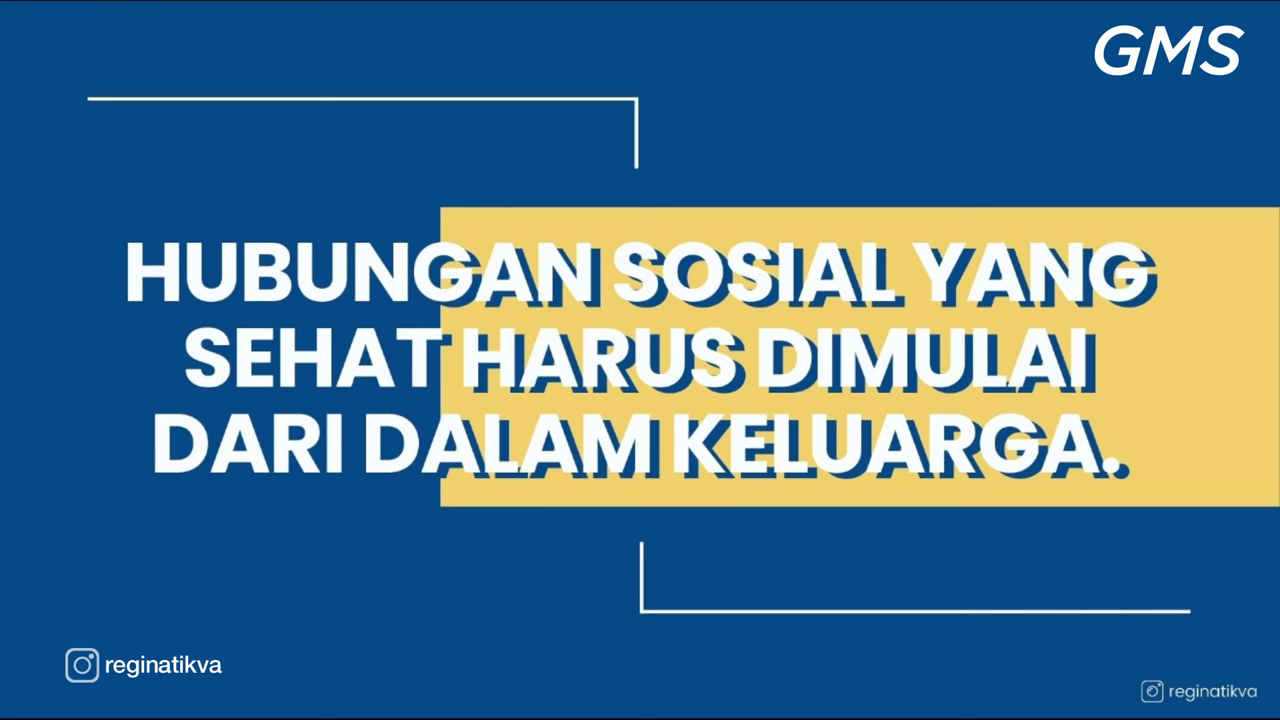 GMS
HUBUNGAN SOSIAL YANG
SEHAT HARUS DIMULAI
DARI DALAM KELUARGA.
reginatikva
reginatikva